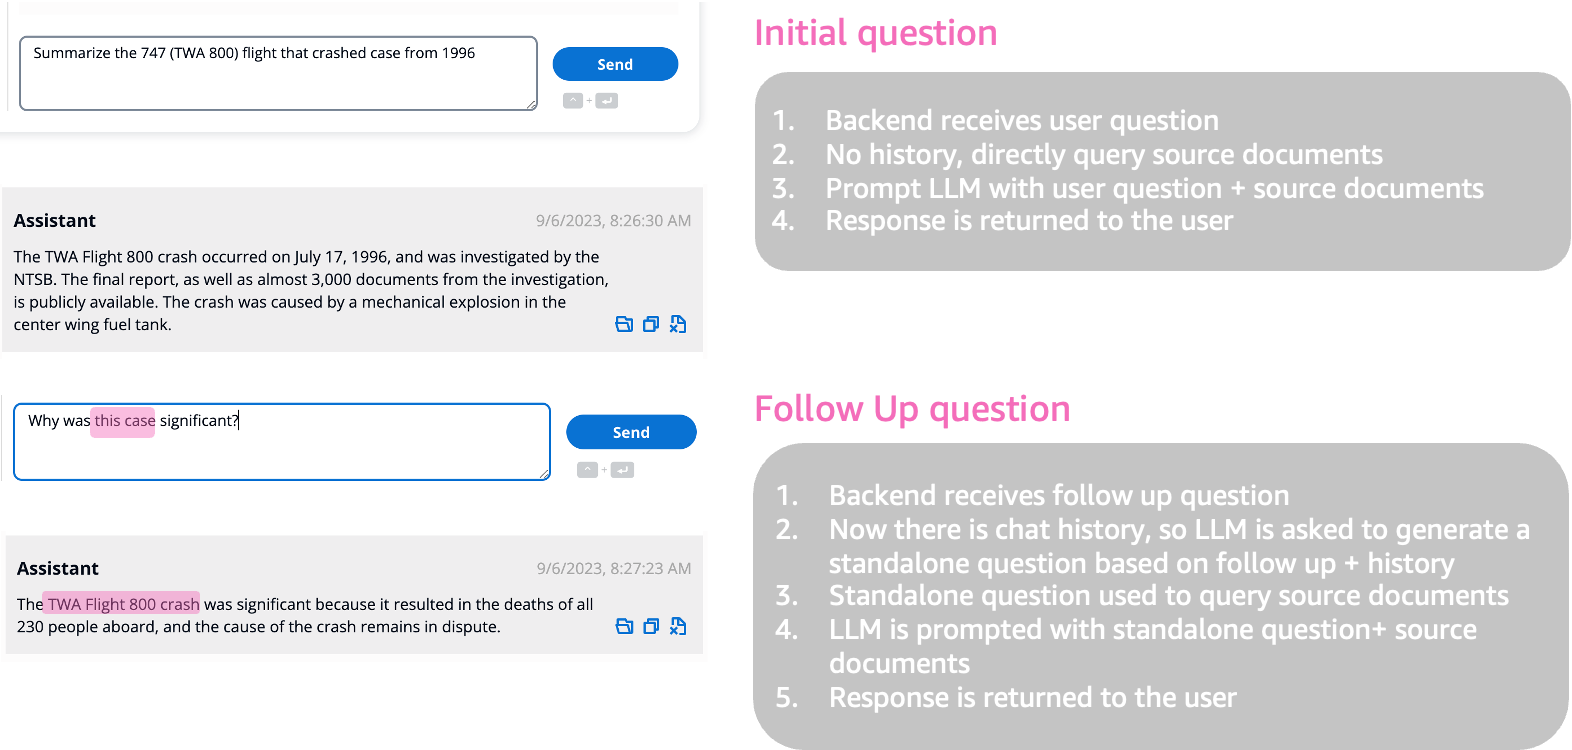 Summarize the 747 (TWA 800) flight that crashed case from 1996
Send
^ + ↵
Assistant
9/6/2023, 8:26:30 AM
The TWA Flight 800 crash occurred on July 17, 1996, and was investigated by the
NTSB. The final report, as well as almost 3,000 documents from the investigation,
is publicly available. The crash was caused by a mechanical explosion in the
center wing fuel tank.
Why was this case significant?
Send
^ + ↵
Assistant
9/6/2023, 8:27:23 AM
The TWA Flight 800 crash was significant because it resulted in the deaths of all
230 people aboard, and the cause of the crash remains in dispute.
Initial question
1. Backend receives user question
2. No history, directly query source documents
3. Prompt LLM with user question + source documents
4. Response is returned to the user
Follow Up question
1. Backend receives follow up question
2. Now there is chat history, so LLM is asked to generate a
standalone question based on follow up + history
3. Standalone question used to query source documents
4. LLM is prompted with standalone question+ source
documents
5. Response is returned to the user